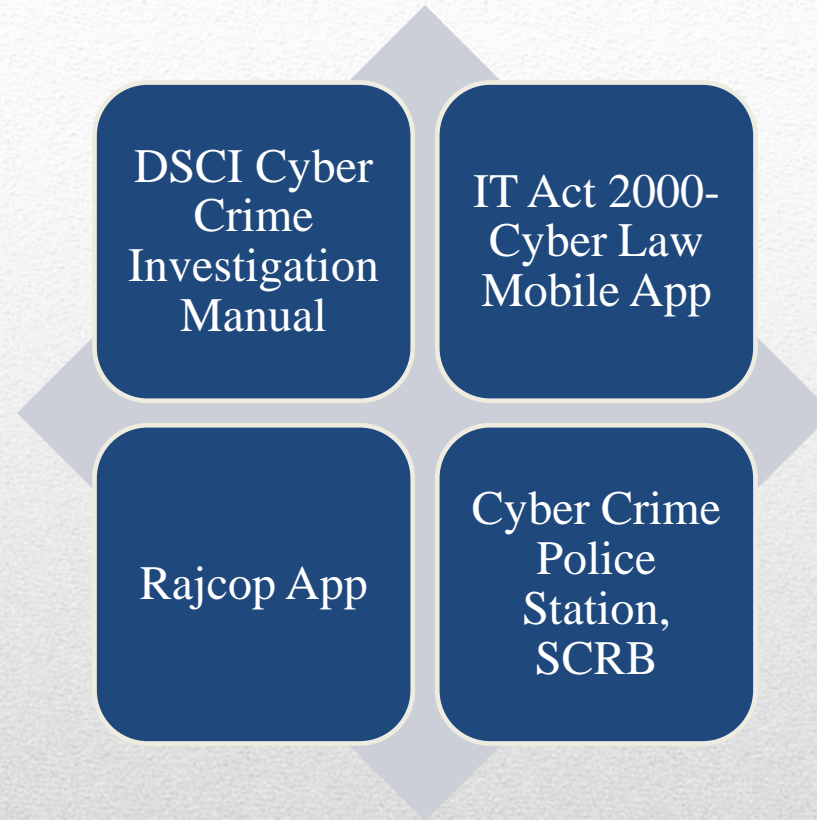 DSCI Cyber
Crime
Investigation
Manual
IT Act 2000-
Cyber Law
Mobile App
Rajcop App
Cyber Crime
Police
Station,
SCRB